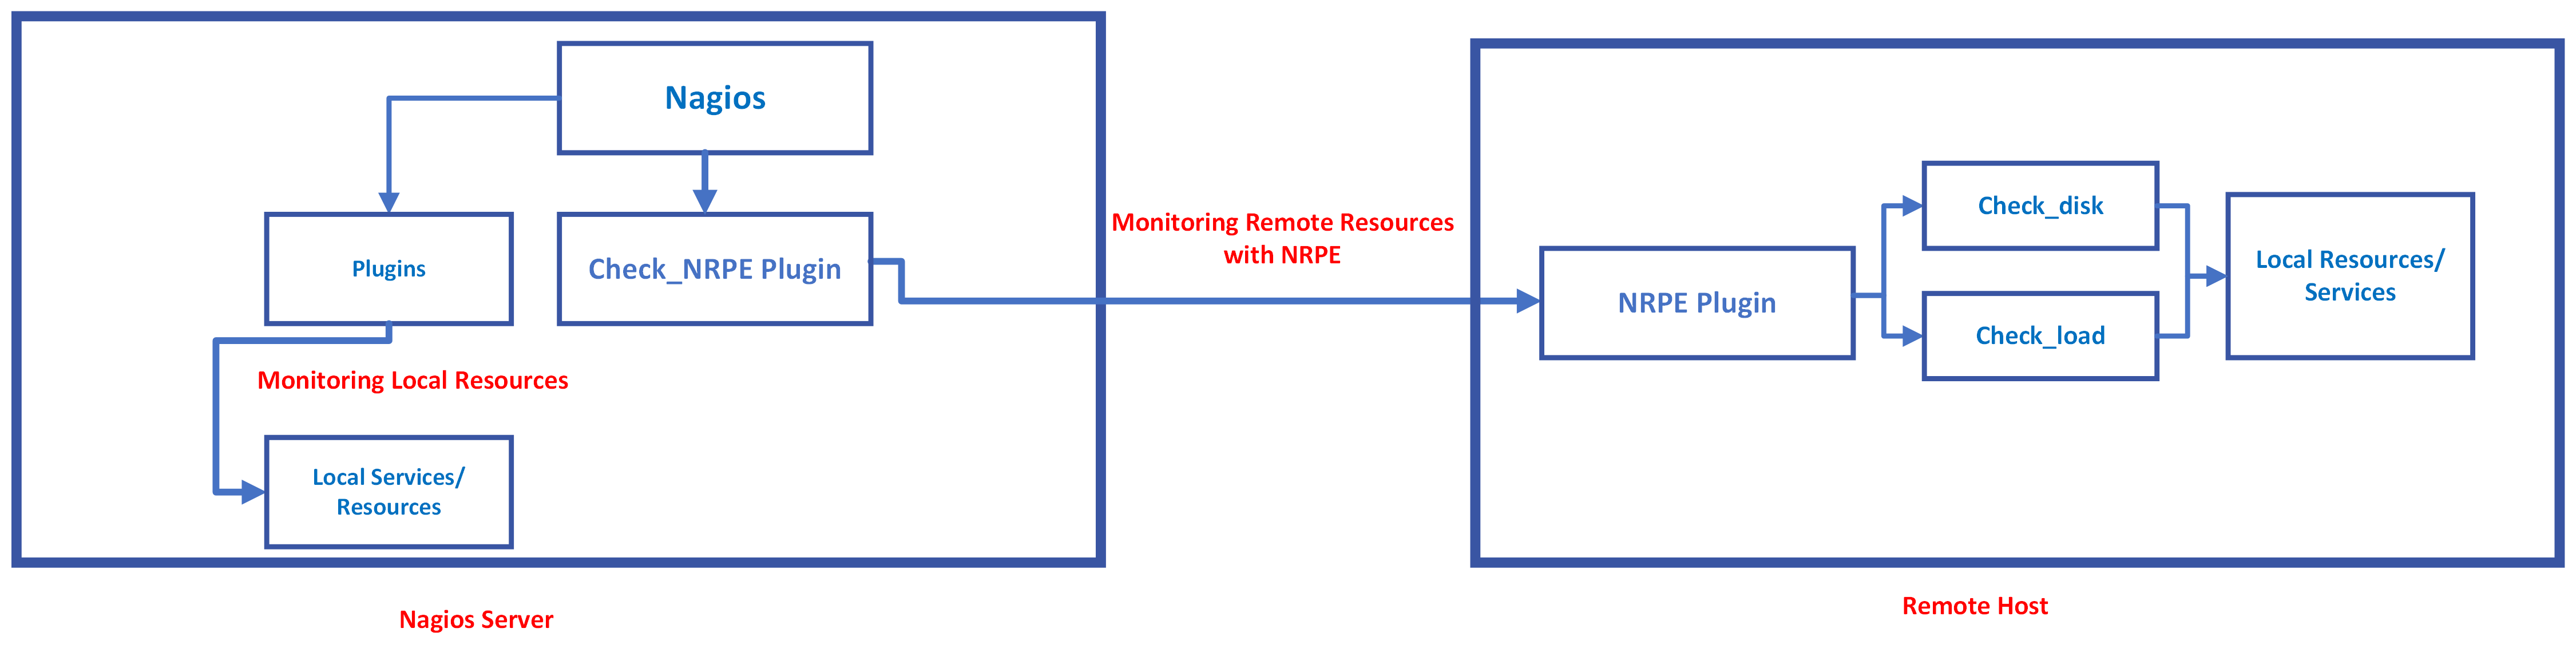 Nagios
Plugins
Check_NRPE Plugin
Monitoring Local Resources
Local Services/
Resources
Nagios Server
Monitoring Remote Resources
with NRPE
NRPE Plugin
Check_disk
Check_load
Local Resources/
Services
Remote Host